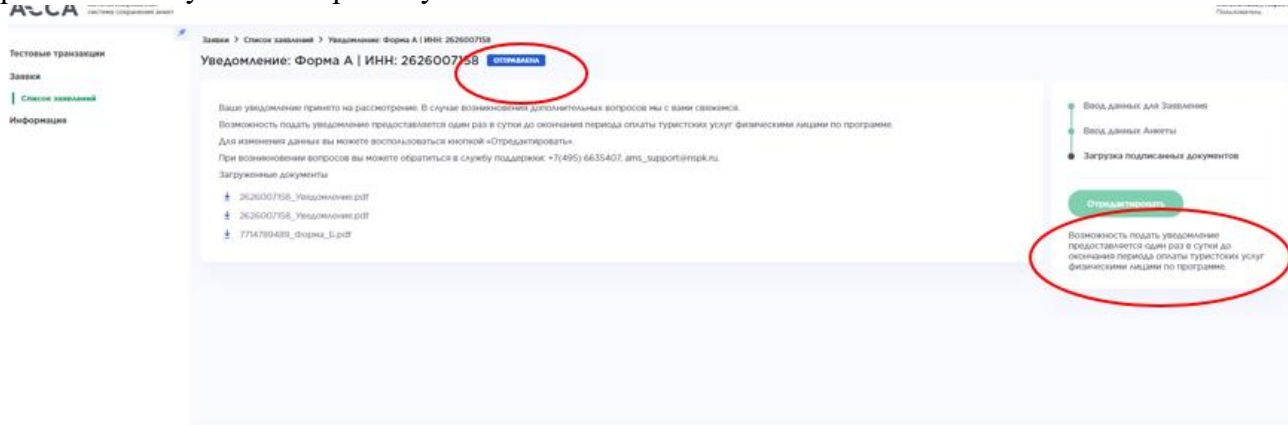 АССА
система сохранения анкет
Пользователь
Тестовые транзакции
Заявки
Список заявлений
Информация
Заявки > Список заявлений > Уведомление: Форма А | ИНН: 2626007158
Уведомление: Форма А | ИНН: 2626007158 ОТПРАВЛЕНА
Ваше уведомление принято на рассмотрение. В случае возникновения дополнительных вопросов мы с вами свяжемся.
Возможность подать уведомление предоставляется один раз в сутки до окончания периода оплаты туристских услуг физическими лицами по программе.
Для изменения данных вы можете воспользоваться кнопкой «Отредактировать».
При возникновении вопросов вы можете обратиться в службу поддержки: +7(495) 6635407, ams_support@nspk.ru.
Загруженные документы
2626007158_Уведомление.pdf
2626007158_Уведомление.pdf
7714789489_Форма_Б.pdf
Ввод данных для Заявления
Ввод данных Анкеты
Загрузка подписанных документов
Отредактировать
Возможность подать уведомление
предоставляется один раз в сутки до
окончания периода оплаты туристских услуг
физическими лицами по программе.